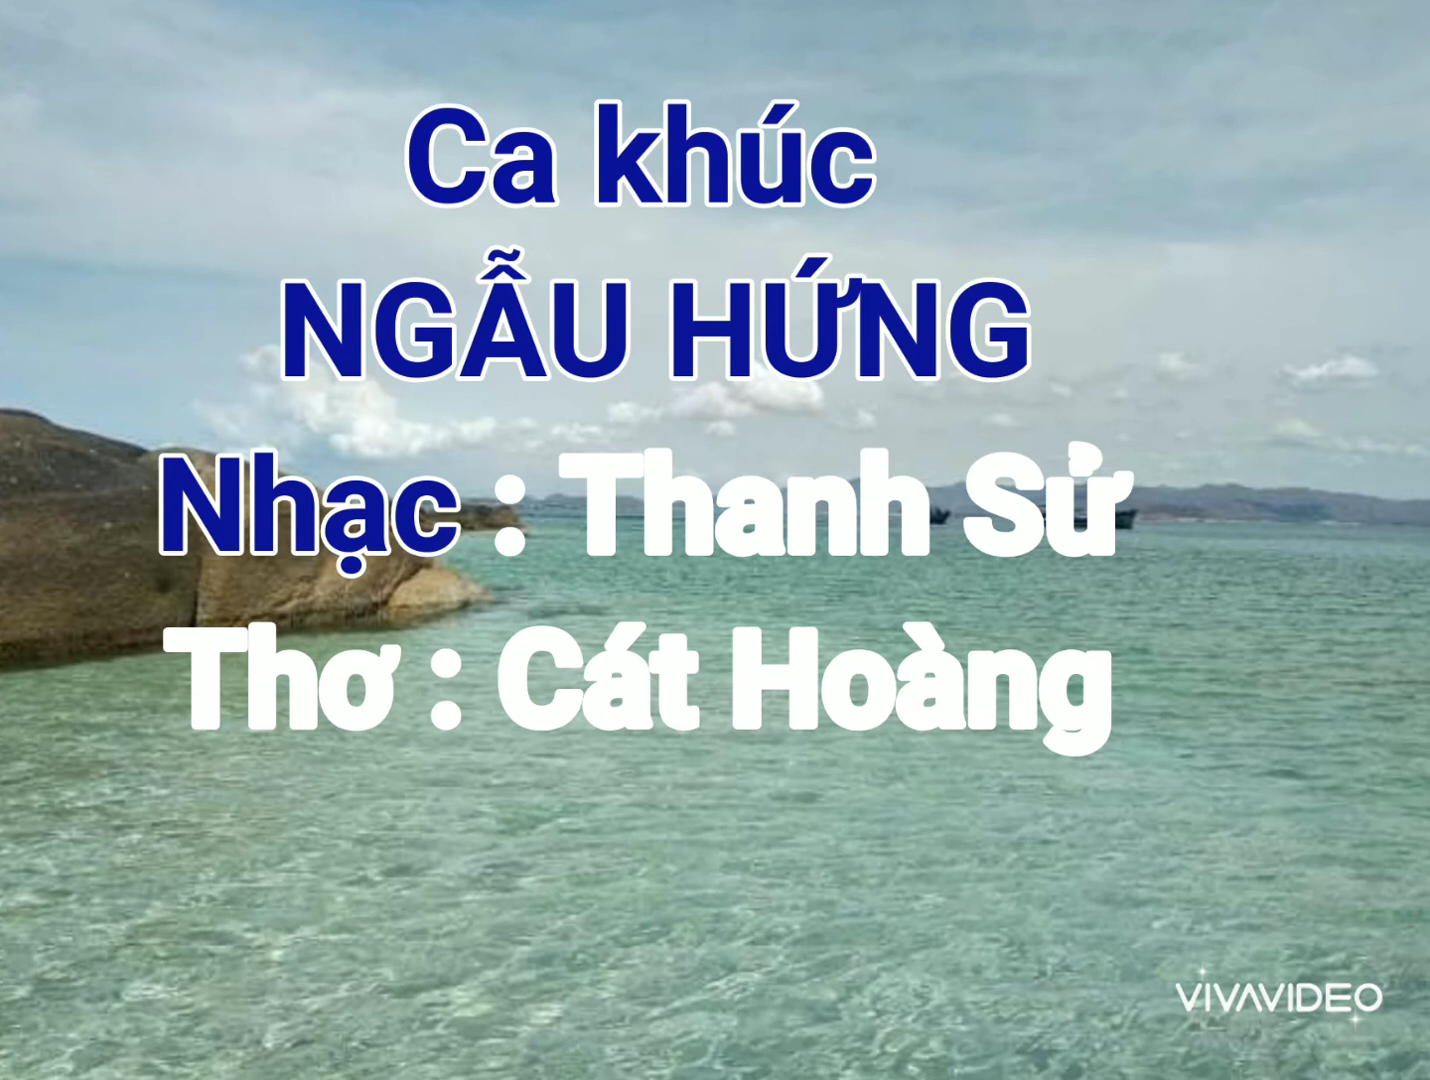 Ca khúc
NGẪU HỨNG
Nhạc : Thanh Sử
Thơ : Cát Hoàng
VIVAVIDEO